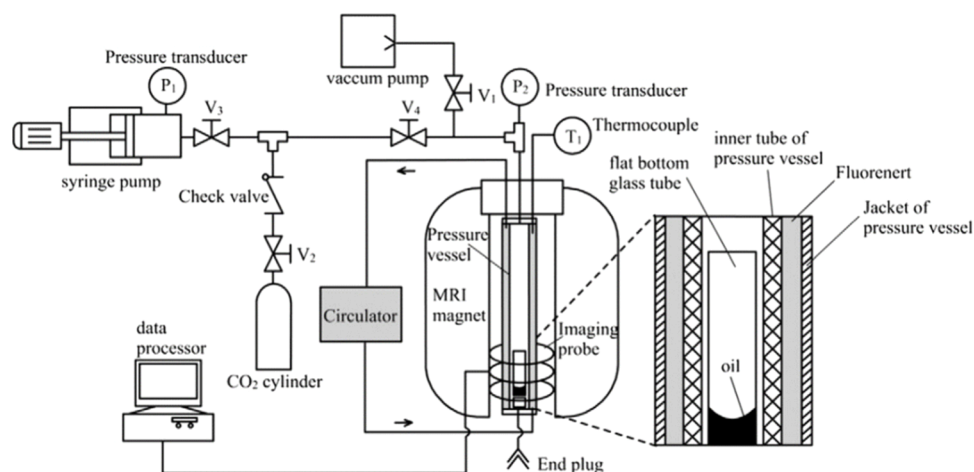 Pressure transducer
P1
V3
syringe pump
Check valve
V2
CO2 cylinder
vaccum pump
V1
V4
P2
Pressure transducer
T1
Thermocouple
Pressure
vessel
MRI
magnet
Circulator
Imaging
probe
End plug
data
processor
flat bottom
glass tube
inner tube of
pressure vessel
Fluorenert
Jacket of
pressure vessel
oil